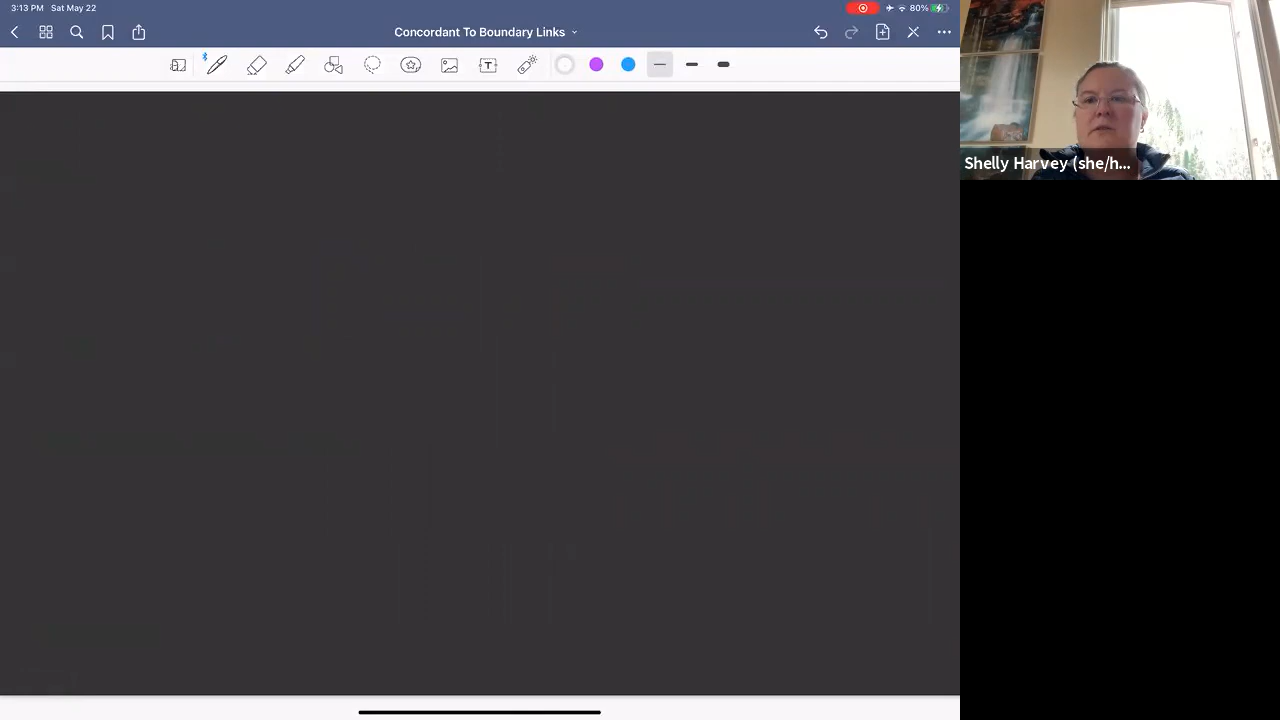 3:13 PM Sat May 22
80%
Concordant To Boundary Links
T
Shelly Harvey (she/h...